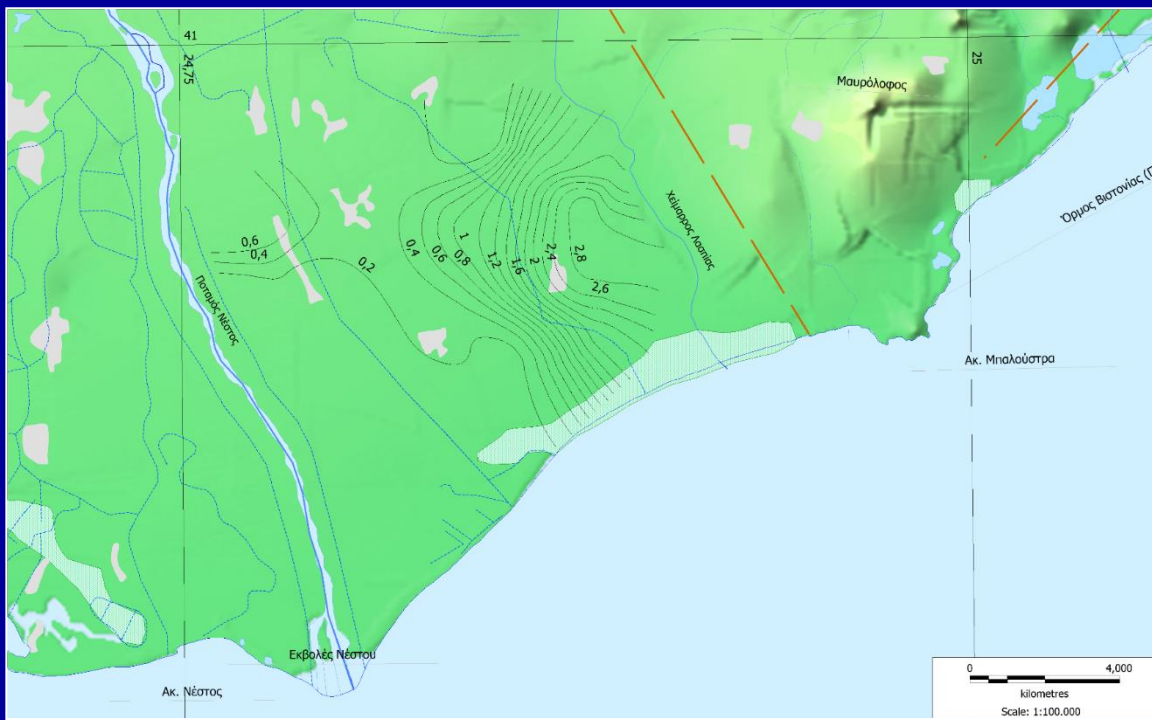 41
24,75
25
Μαυρόλοφος
Όρμος Βιστονίας (Π
Χείμαρρος Λασπίας
Ποταμός Νέστος
0,6
0,4
0,2
0,4
0,6
0,8
1
1,2
1,6
2
2,4
2,8
2,6
Ακ. Μπαλούστρα
Εκβολές Νέστου
Ακ. Νέστος
0 4,000
kilometres
Scale: 1:100.000